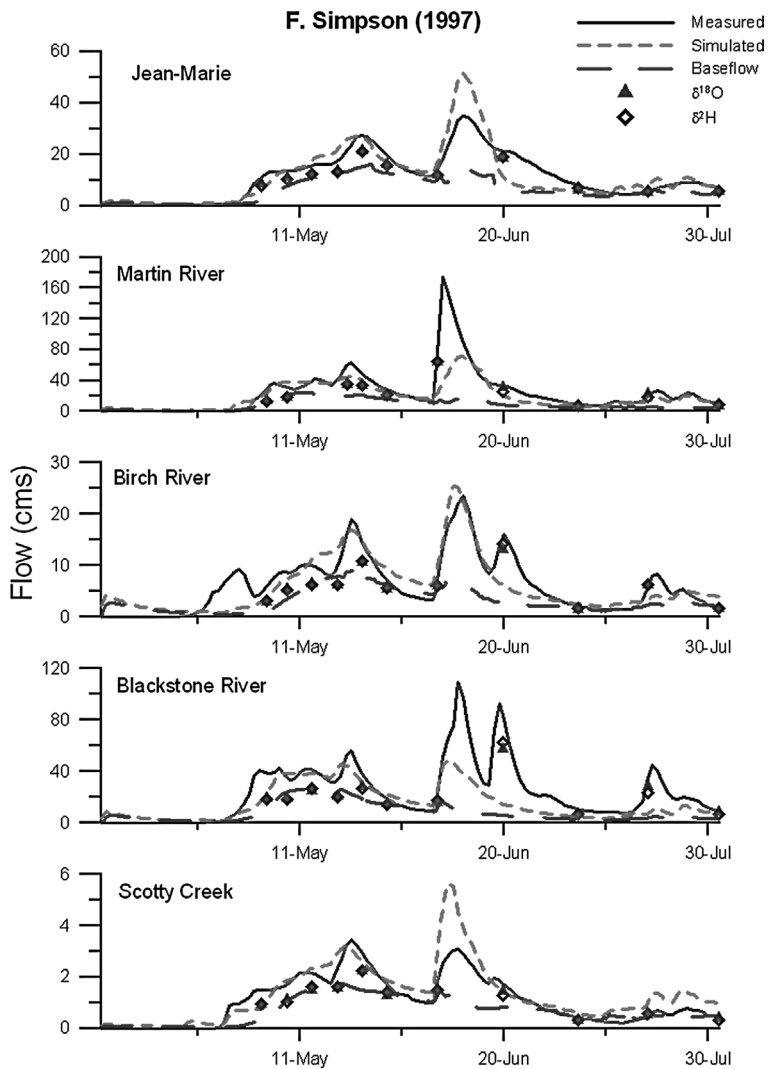 F. Simpson (1997)
Measured
Simulated
Baseflow
δ¹⁸O
δ²H
Flow (cms)
Jean-Marie
60
40
20
0
11-May 20-Jun 30-Jul
Martin River
200
160
120
80
40
0
11-May 20-Jun 30-Jul
Birch River
30
20
10
0
11-May 20-Jun 30-Jul
Blackstone River
120
80
40
0
11-May 20-Jun 30-Jul
Scotty Creek
6
4
2
0
11-May 20-Jun 30-Jul